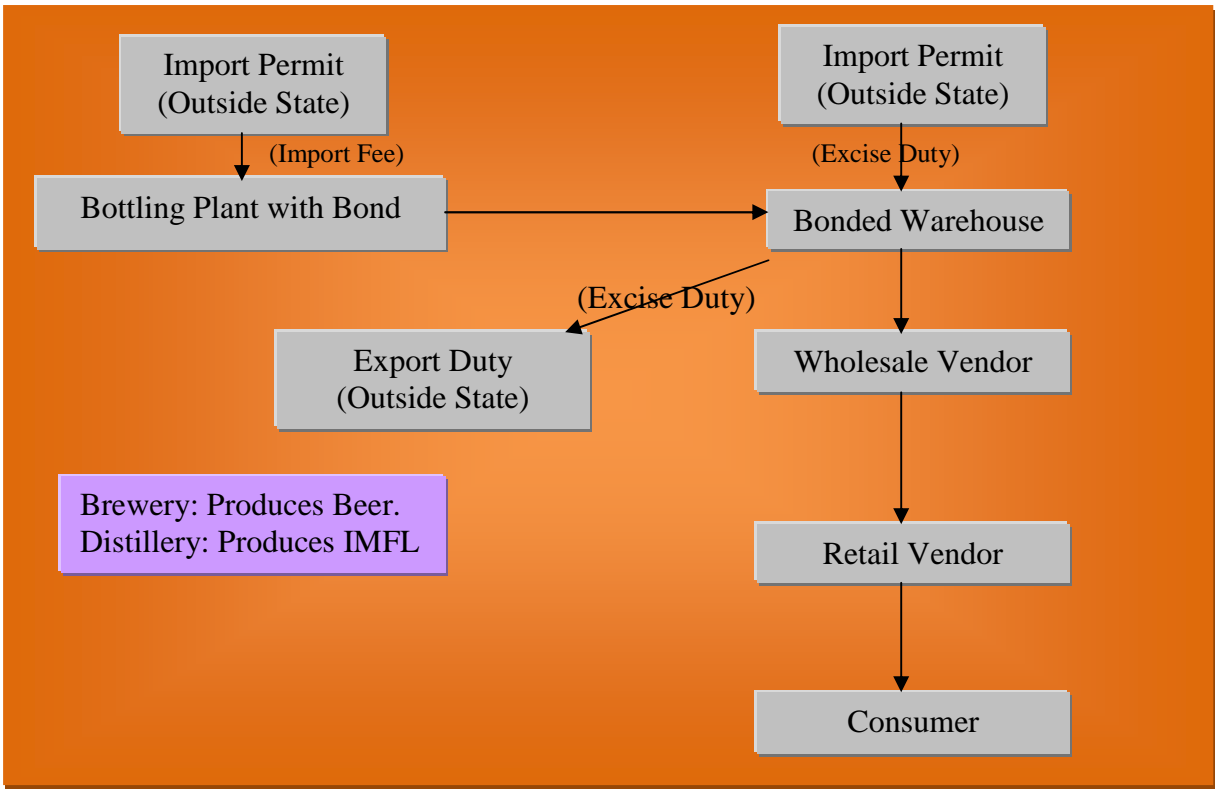 Import Permit
(Outside State)
Import Permit
(Outside State)
(Import Fee)
(Excise Duty)
Bottling Plant with Bond
Bonded Warehouse
(Excise Duty)
Export Duty
(Outside State)
Wholesale Vendor
Brewery: Produces Beer.
Distillery: Produces IMFL
Retail Vendor
Consumer